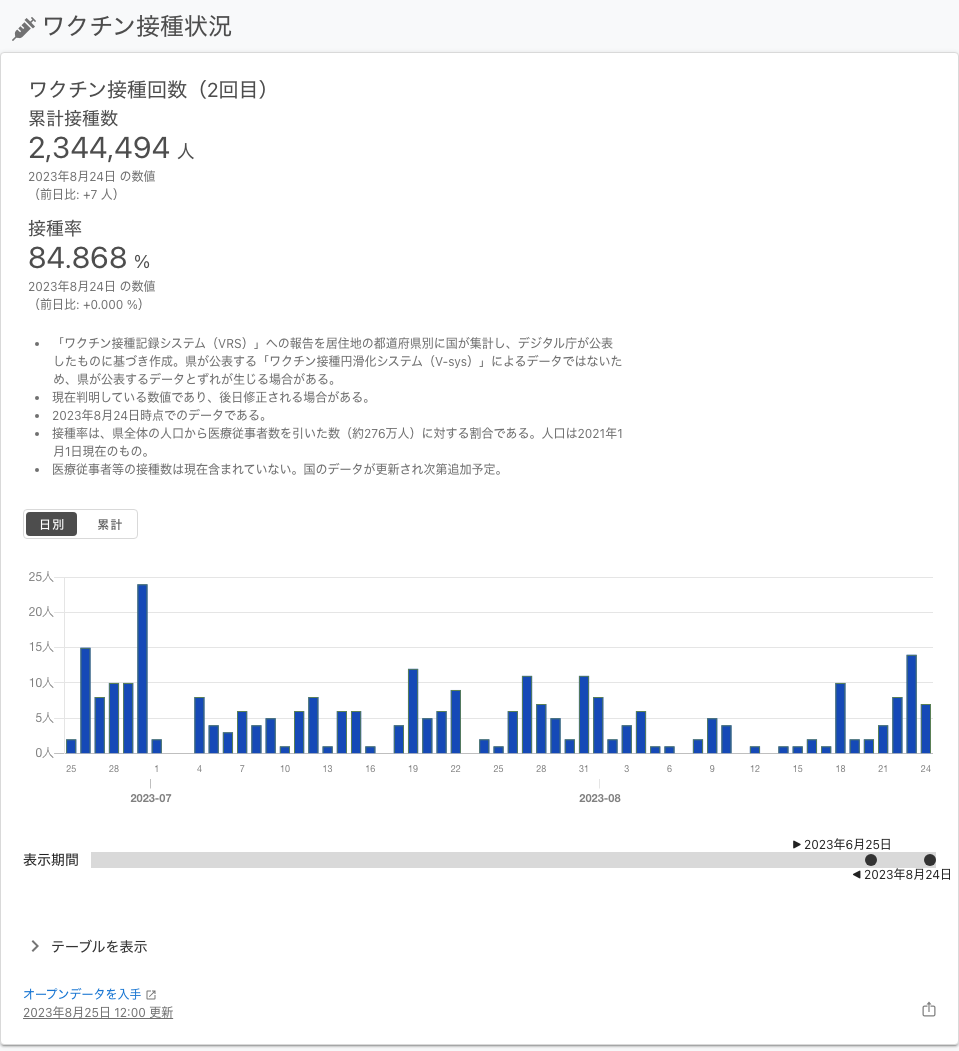 ワクチン接種状況
ワクチン接種回数（2回目）
累計接種数
2,344,494 人
2023年8月24日 の数値
（前日比: +7 人）
接種率
84.868 %
2023年8月24日 の数値
（前日比: +0.000 %）
• 「ワクチン接種記録システム（VRS）」への報告を居住地の都道府県別に国が集計し、デジタル庁が公表
したものに基づき作成。県が公表する「ワクチン接種円滑化システム（V-sys）」によるデータではないた
め、県が公表するデータとずれが生じる場合がある。
• 現在判明している数値であり、後日修正される場合がある。
• 2023年8月24日時点でのデータである。
• 接種率は、県全体の人口から医療従事者数を引いた数（約276万人）に対する割合である。人口は2021年1
月1日現在のもの。
• 医療従事者等の接種数は現在含まれていない。国のデータが更新され次第追加予定。
日別 累計
25人
20人
15人
10人
5人
0人
25 28 1 4 7 10 13 16 19 22 25 28 31 3 6 9 12 15 18 21 24
2023-07 2023-08
▶ 2023年6月25日
表示期間
◀ 2023年8月24日
テーブルを表示
オープンデータを入手
2023年8月25日 12:00 更新